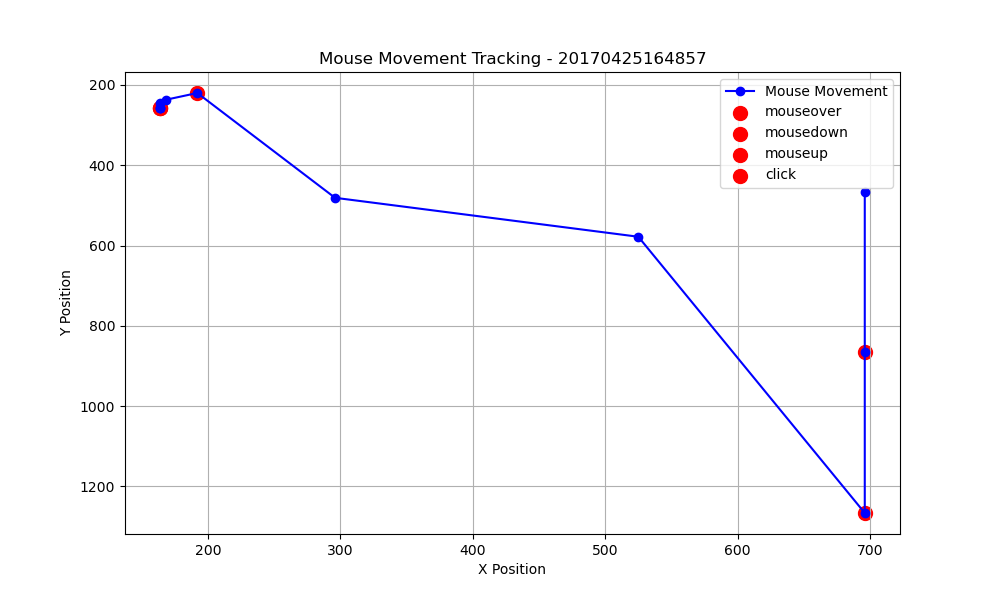 Mouse Movement Tracking - 20170425164857
Mouse Movement
mouseover
mousedown
mouseup
click
200
400
600
800
1000
1200
Y Position
200
300
400
500
600
700
X Position